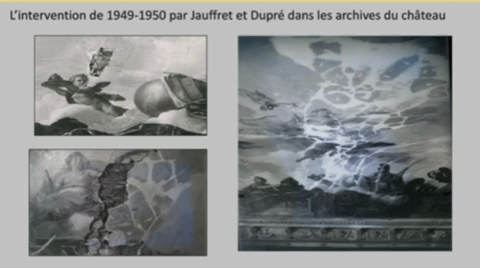 L'intervention de 1949-1950 par Jauffret et Dupré dans les archives du château